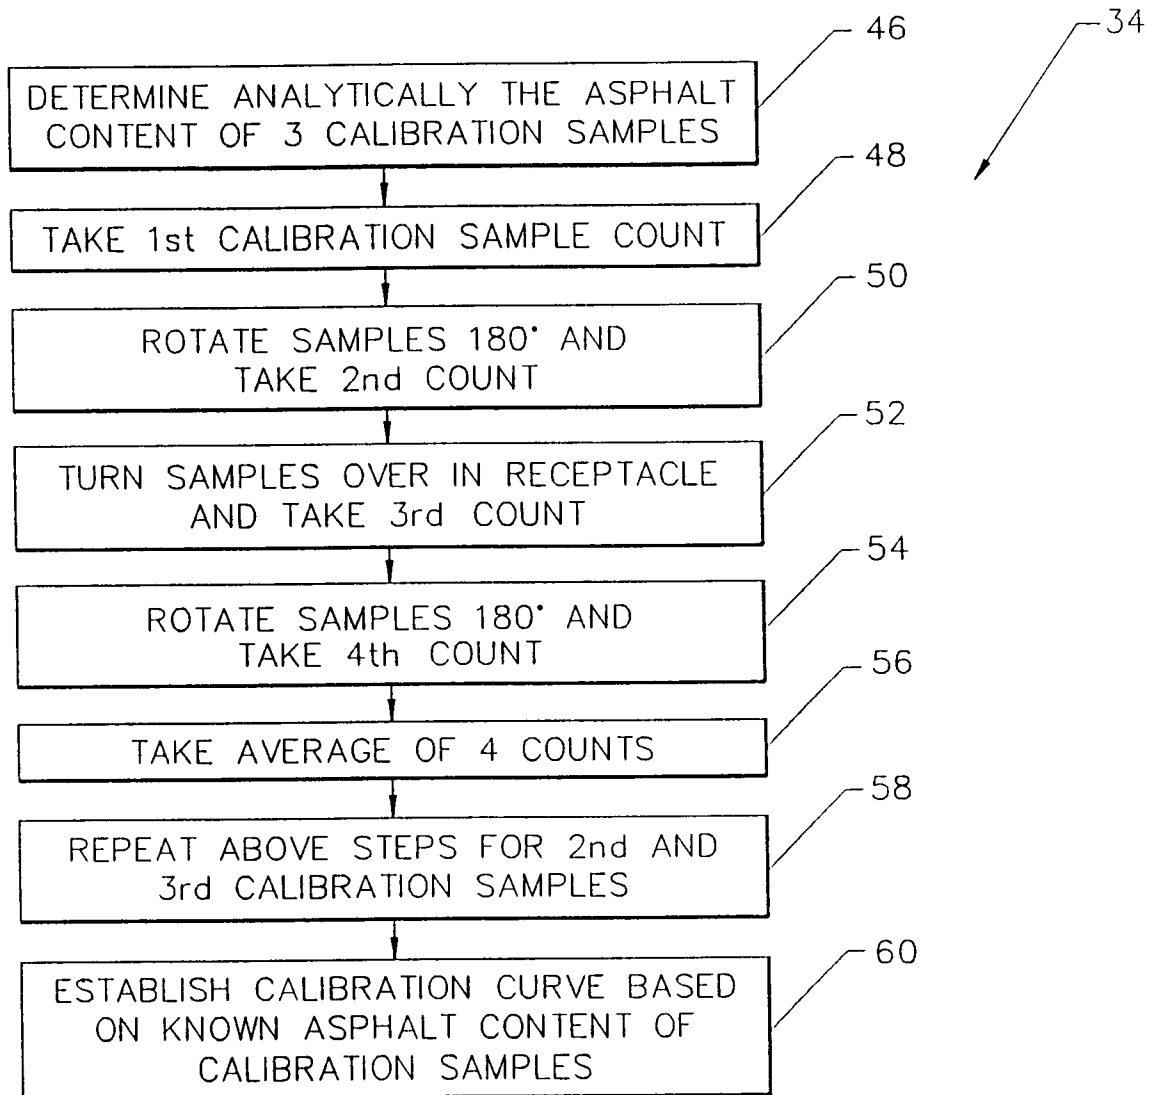 46
34
DETERMINE ANALYTICALLY THE ASPHALT
CONTENT OF 3 CALIBRATION SAMPLES
48
TAKE 1st CALIBRATION SAMPLE COUNT
50
ROTATE SAMPLES 180° AND
TAKE 2nd COUNT
52
TURN SAMPLES OVER IN RECEPTACLE
AND TAKE 3rd COUNT
54
ROTATE SAMPLES 180° AND
TAKE 4th COUNT
56
TAKE AVERAGE OF 4 COUNTS
58
REPEAT ABOVE STEPS FOR 2nd AND
3rd CALIBRATION SAMPLES
60
ESTABLISH CALIBRATION CURVE BASED
ON KNOWN ASPHALT CONTENT OF
CALIBRATION SAMPLES